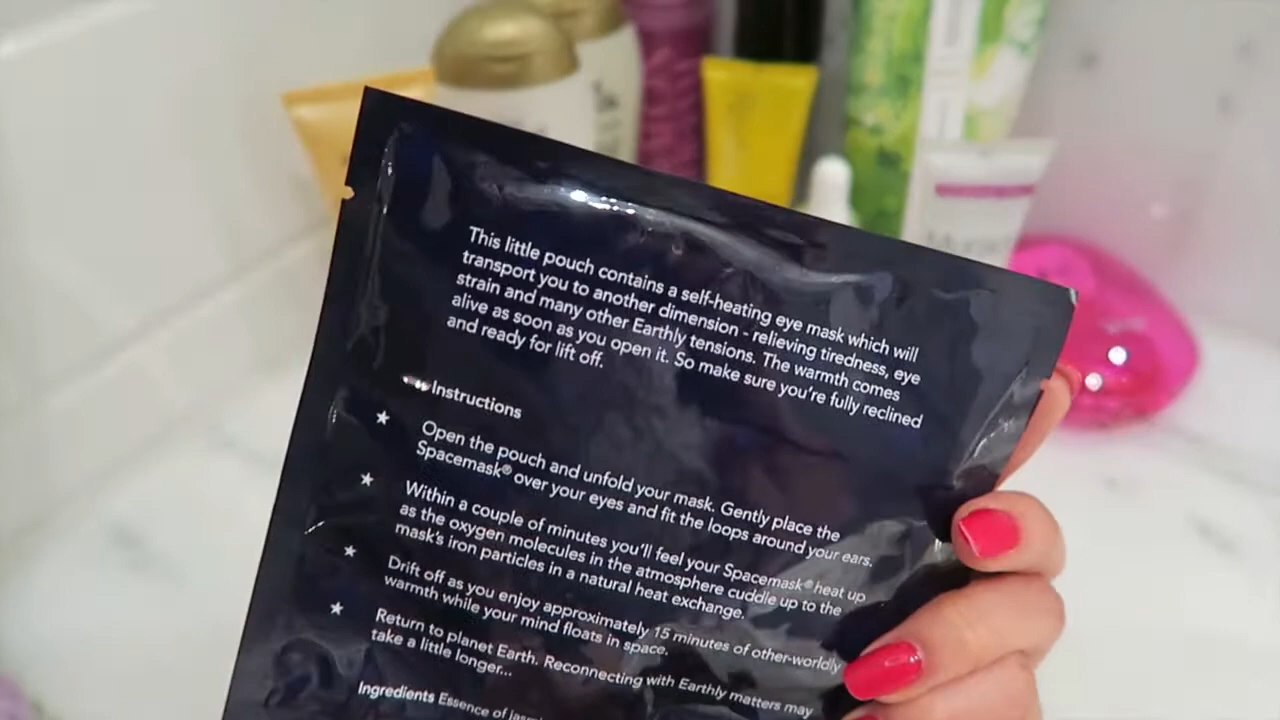 This little pouch contains a self-heating eye mask which will
transport you to another dimension - relieving tiredness, eye
strain and many other Earthly tensions. The warmth comes
alive as soon as you open it. So make sure you're fully reclined
and ready for lift off.
Instructions
★ Open the pouch and unfold your mask. Gently place the
Spacemask® over your eyes and fit the loops around your ears.
★ Within a couple of minutes you'll feel your Spacemask® heat up
as the oxygen molecules in the atmosphere cuddle up to the
mask's iron particles in a natural heat exchange.
★ Drift off as you enjoy approximately 15 minutes of other-worldly
warmth while your mind floats in space.
★ Return to planet Earth. Reconnecting with Earthly matters may
take a little longer...
Ingredients Essence of